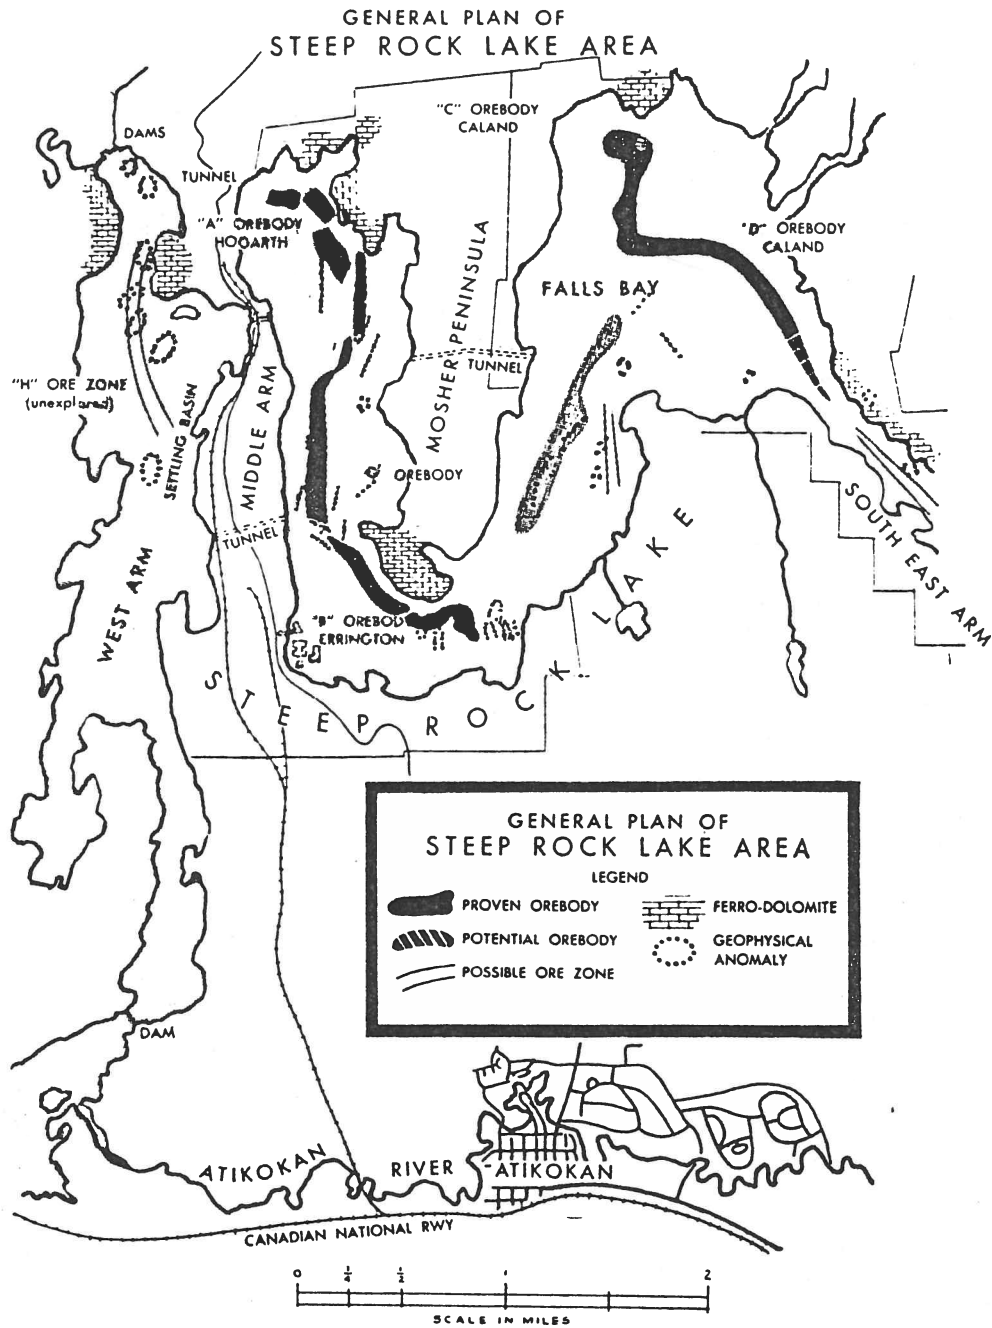 GENERAL PLAN OF
STEEP ROCK LAKE AREA
"C" OREBODY
CALAND
DAMS
TUNNEL
"A" OREBODY
HOGARTH
"D" OREBODY
CALAND
MOSHER PENINSULA
FALLS BAY
TUNNEL
"H" ORE ZONE
(unexplored)
SETTLING BASIN
MIDDLE ARM
OREBODY
TUNNEL
WEST ARM
SOUTH EAST ARM
"B" OREBOD
ERRINGTON
STEEP ROCK LAKE
GENERAL PLAN OF
STEEP ROCK LAKE AREA
LEGEND
PROVEN OREBODY
FERRO-DOLOMITE
POTENTIAL OREBODY
GEOPHYSICAL
ANOMALY
POSSIBLE ORE ZONE
DAM
ATIKOKAN RIVER
ATIKOKAN
CANADIAN NATIONAL RWY
0 1/4 1/2 1 2
SCALE IN MILES